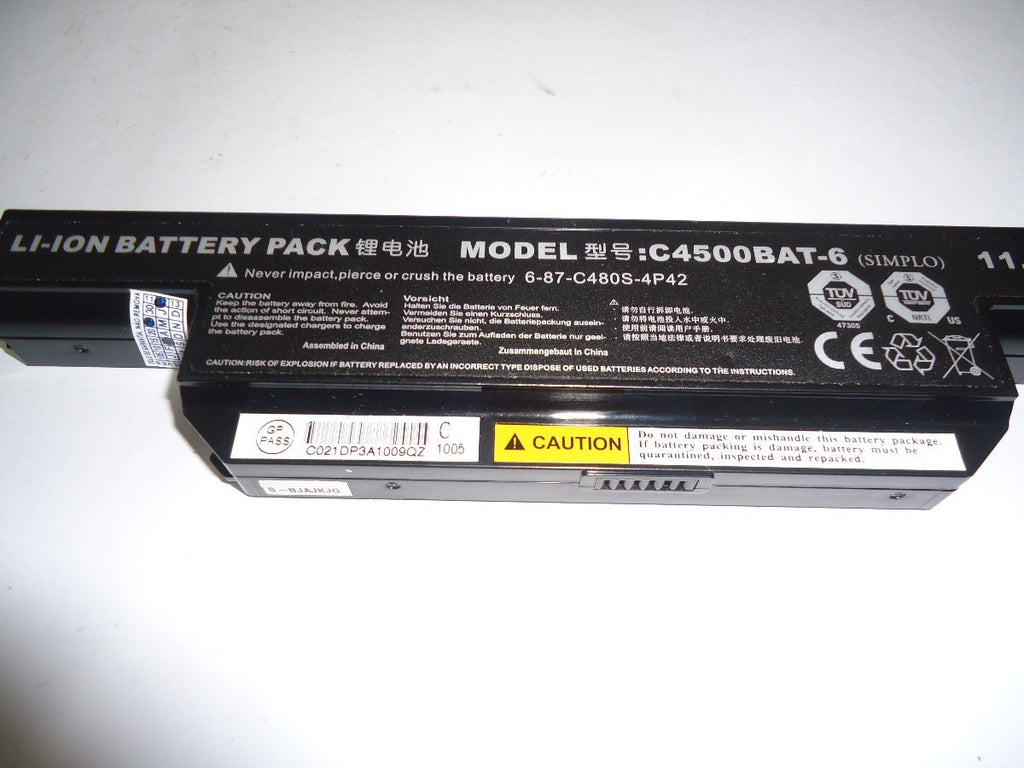 LI-ION BATTERY PACK 锂电池 MODEL 型号:C4500BAT-6 (SIMPLO) 11.
Never impact,pierce or crush the battery 6-87-C480S-4P42
CAUTION
Keep the battery away from fire. Avoid
the action of short circuit. Never attem-
pt to disassemble the battery pack.
Use the designated chargers to charge
the battery pack.
Assembled in China
Vorsicht
Halten Sie die Batterie von Feuer fern.
Vermeiden Sie einen Kurzschluss.
Versuchen Sie nicht, die Batteriepackung ausein-
anderzuschrauben.
Benutzen Sie zum Aufladen der Batterie nur geei-
gnete Ladegeraete.
Zusammengebaut in China
请勿自行拆卸电池.
请勿将电池投入水中或火中.
使用前请阅读用户手册.
请按照当地法律或者说明书要求处理废旧电池.
TÜV
SÜD
47305
TÜV
C NRTL US
CE
CAUTION:RISK OF EXPLOSION IF BATTERY REPLACED BY AN INCORRECT TYPE DISPOSE OF USED BATTERIES ACCORDING TO THE INSTRUCTIONS.
GP
PASS
C021DP3A1009QZ
C
1005
CAUTION
Do not damage or mishandle this battery package.
If battery packing is damaged, battery must be
quarantined, inspected and repacked.
S-BJAJKJG